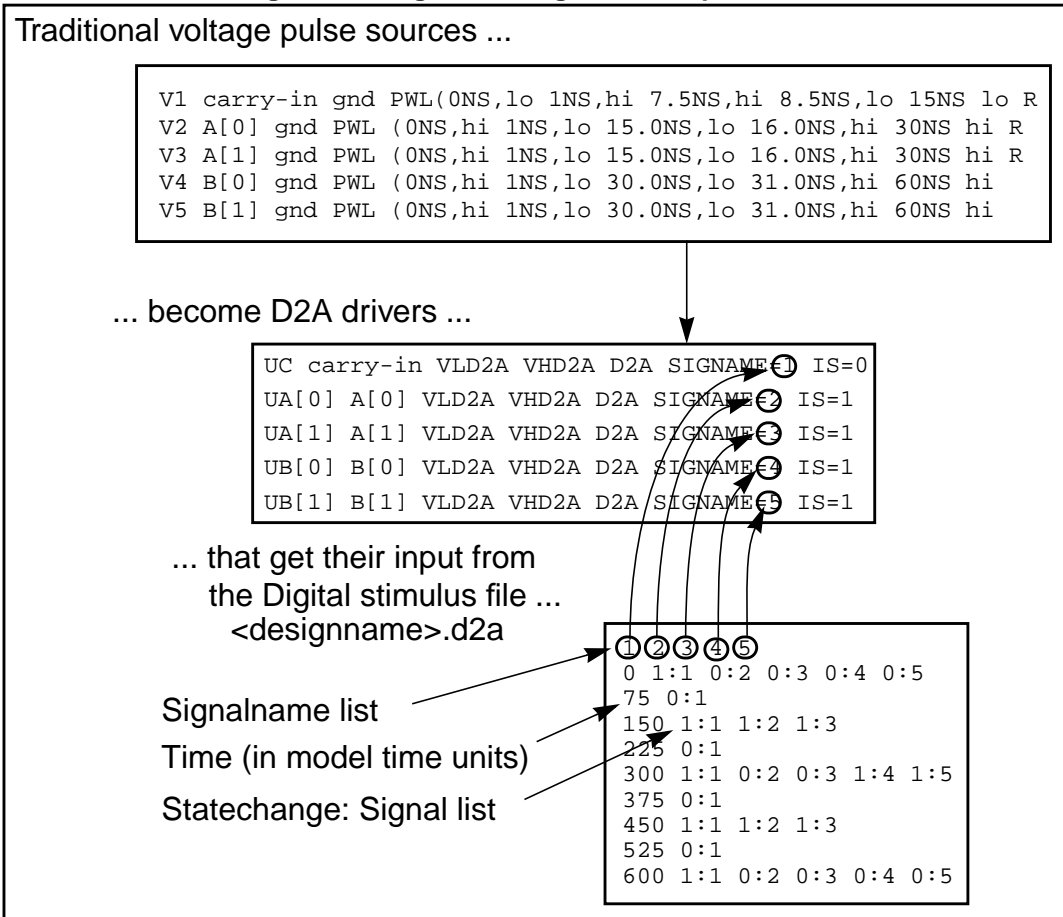 Traditional voltage pulse sources ...
V1 carry-in gnd PWL(0NS,lo 1NS,hi 7.5NS,hi 8.5NS,lo 15NS lo R
V2 A[0] gnd PWL (0NS,hi 1NS,lo 15.0NS,lo 16.0NS,hi 30NS hi R
V3 A[1] gnd PWL (0NS,hi 1NS,lo 15.0NS,lo 16.0NS,hi 30NS hi R
V4 B[0] gnd PWL (0NS,hi 1NS,lo 30.0NS,lo 31.0NS,hi 60NS hi
V5 B[1] gnd PWL (0NS,hi 1NS,lo 30.0NS,lo 31.0NS,hi 60NS hi
... become D2A drivers ...
UC carry-in VLD2A VHD2A D2A SIGNAME=1 IS=0
UA[0] A[0] VLD2A VHD2A D2A SIGNAME=2 IS=1
UA[1] A[1] VLD2A VHD2A D2A SIGNAME=3 IS=1
UB[0] B[0] VLD2A VHD2A D2A SIGNAME=4 IS=1
UB[1] B[1] VLD2A VHD2A D2A SIGNAME=5 IS=1
... that get their input from
the Digital stimulus file ...
<designname>.d2a
1 2 3 4 5
0 1:1 0:2 0:3 0:4 0:5
75 0:1
150 1:1 1:2 1:3
225 0:1
300 1:1 0:2 0:3 1:4 1:5
375 0:1
450 1:1 1:2 1:3
525 0:1
600 1:1 0:2 0:3 0:4 0:5
Signalname list
Time (in model time units)
Statechange: Signal list